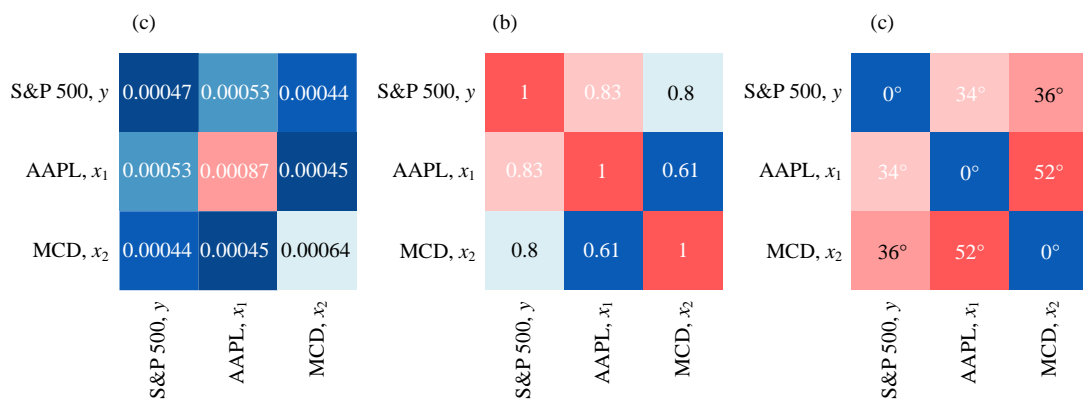 (c)
(b)
(c)
S&P 500, y
0.00047 0.00053 0.00044
AAPL, x₁
0.00053 0.00087 0.00045
MCD, x₂
0.00044 0.00045 0.00064
S&P 500, y
AAPL, x₁
MCD, x₂
S&P 500, y
1 0.83 0.8
AAPL, x₁
0.83 1 0.61
MCD, x₂
0.8 0.61 1
S&P 500, y
AAPL, x₁
MCD, x₂
S&P 500, y
0° 34° 36°
AAPL, x₁
34° 0° 52°
MCD, x₂
36° 52° 0°
S&P 500, y
AAPL, x₁
MCD, x₂